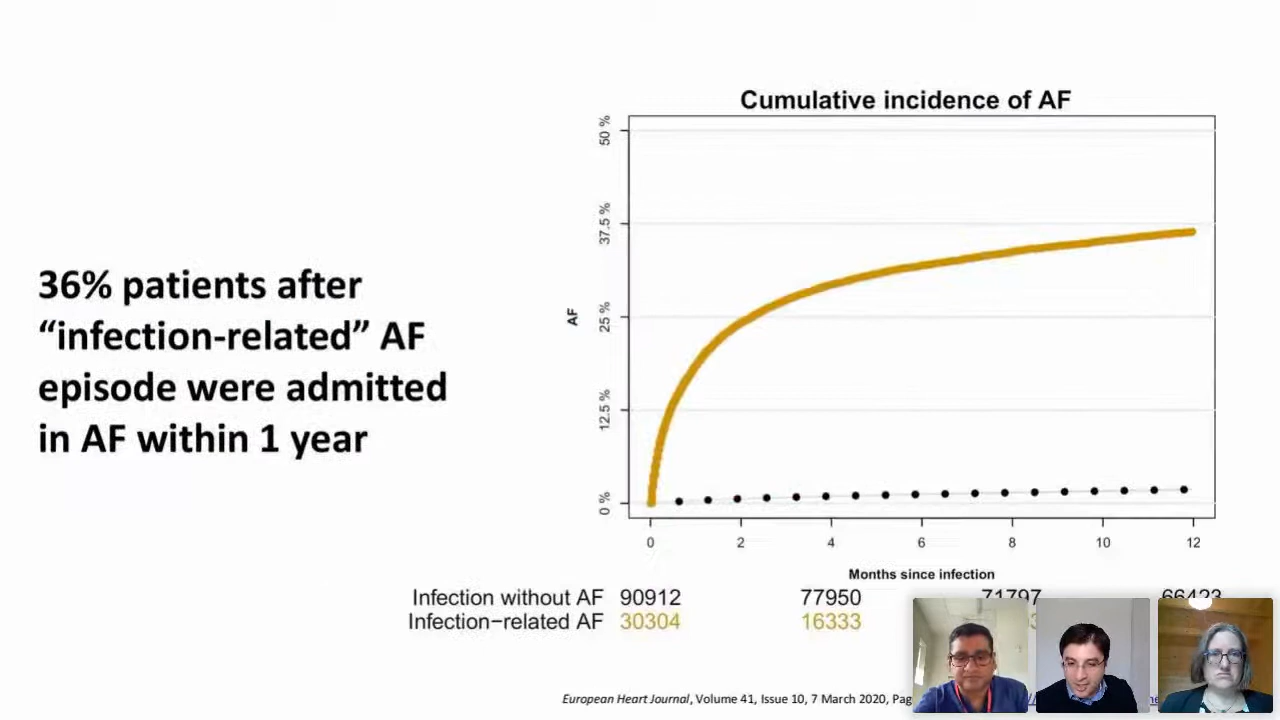 Cumulative incidence of AF
50 %
37.5 %
25 %
12.5 %
0 %
AF
0 2 4 6 8 10 12
Months since infection
36% patients after
“infection-related” AF
episode were admitted
in AF within 1 year
Infection without AF 90912 77950 71797 66423
Infection−related AF 30304 16333
European Heart Journal, Volume 41, Issue 10, 7 March 2020,